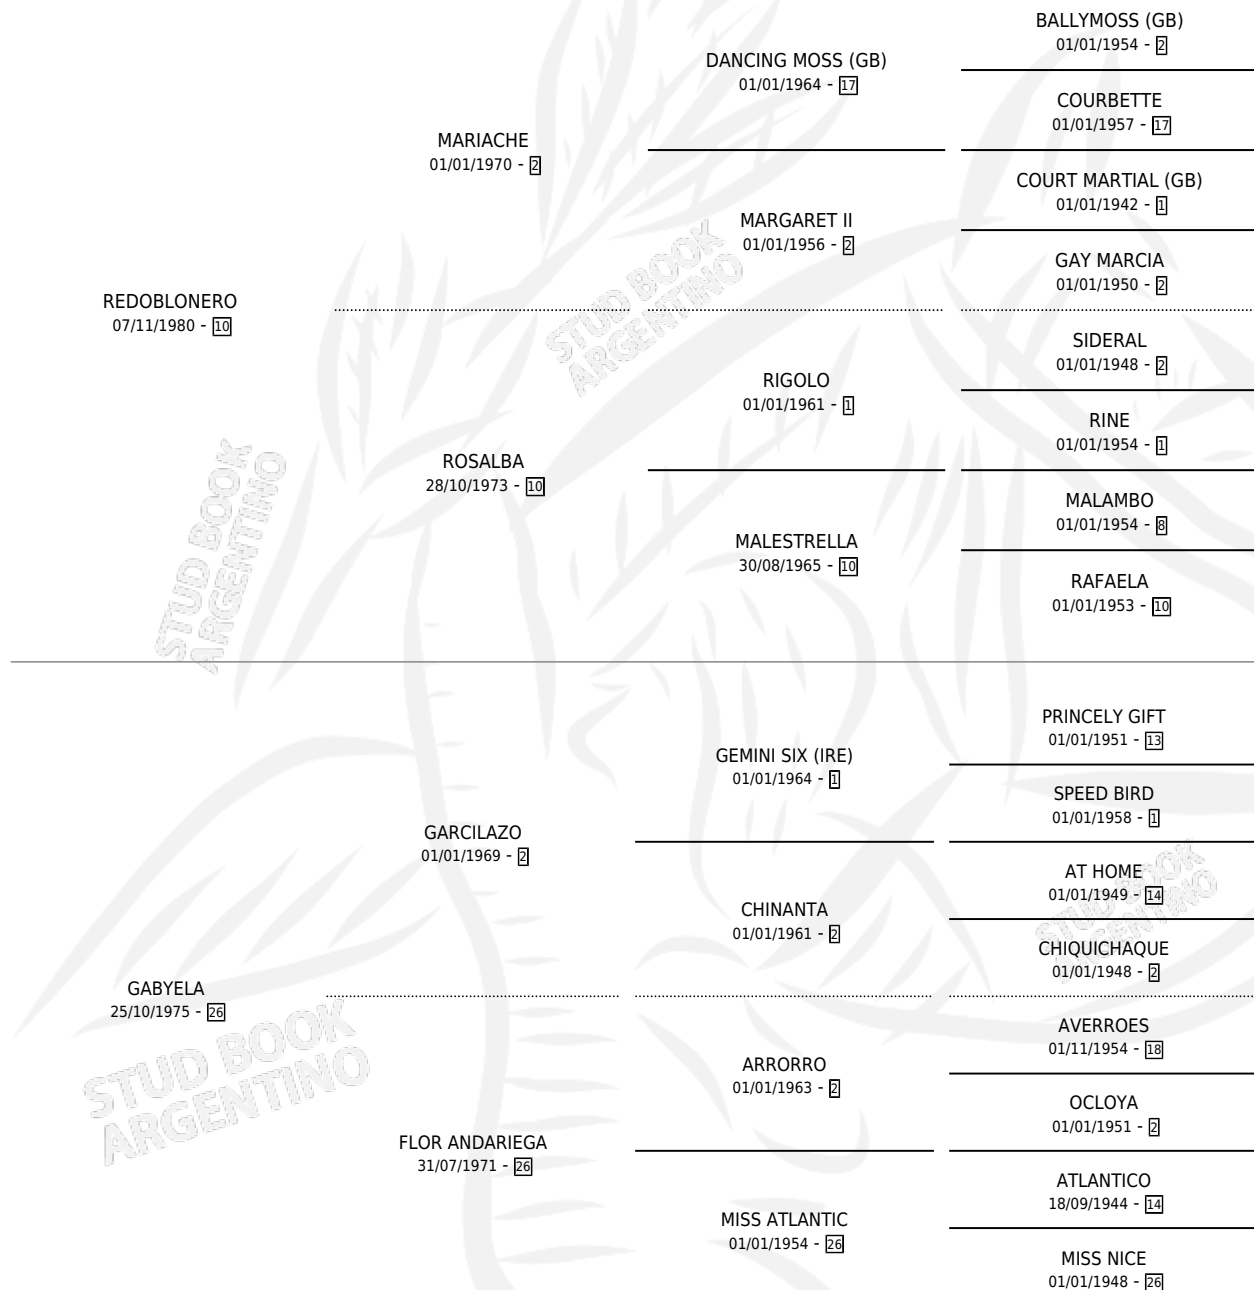 BALLYMOSS (GB)
01/01/1954 - 2
DANCING MOSS (GB)
01/01/1964 - 17
COURBETTE
01/01/1957 - 17
MARIACHE
01/01/1970 - 2
COURT MARTIAL (GB)
01/01/1942 - 1
MARGARET II
01/01/1956 - 2
GAY MARCIA
01/01/1950 - 2
REDOBLONERO
07/11/1980 - 10
STUD BOOK
ARGENTINO
SIDERAL
01/01/1948 - 2
RIGOLO
01/01/1961 - 1
RINE
01/01/1954 - 1
ROSALBA
28/10/1973 - 10
MALAMBO
01/01/1954 - 8
MALESTRELLA
30/08/1965 - 10
RAFAELA
01/01/1953 - 10
STUD BOOK
ARGENTINO
PRINCELY GIFT
01/01/1951 - 13
GEMINI SIX (IRE)
01/01/1964 - 1
SPEED BIRD
01/01/1958 - 1
GARCILAZO
01/01/1969 - 2
AT HOME
01/01/1949 - 14
CHINANTA
01/01/1961 - 2
STUD BOOK
ARGENTINO
CHIQUICHAQUE
01/01/1948 - 2
GABYELA
25/10/1975 - 26
STUD BOOK
ARGENTINO
AVERROES
01/11/1954 - 18
ARRORRO
01/01/1963 - 2
OCLOYA
01/01/1951 - 2
FLOR ANDARIEGA
31/07/1971 - 26
ATLANTICO
18/09/1944 - 14
MISS ATLANTIC
01/01/1954 - 26
MISS NICE
01/01/1948 - 26